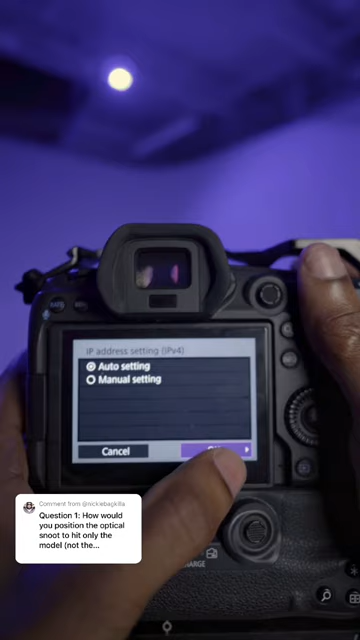 RATE
IP address setting (IPv4)
Auto setting
Manual setting
Cancel
Comment from @nickiebagkilla
Question 1: How would
you position the optical
snoot to hit only the
model (not the...